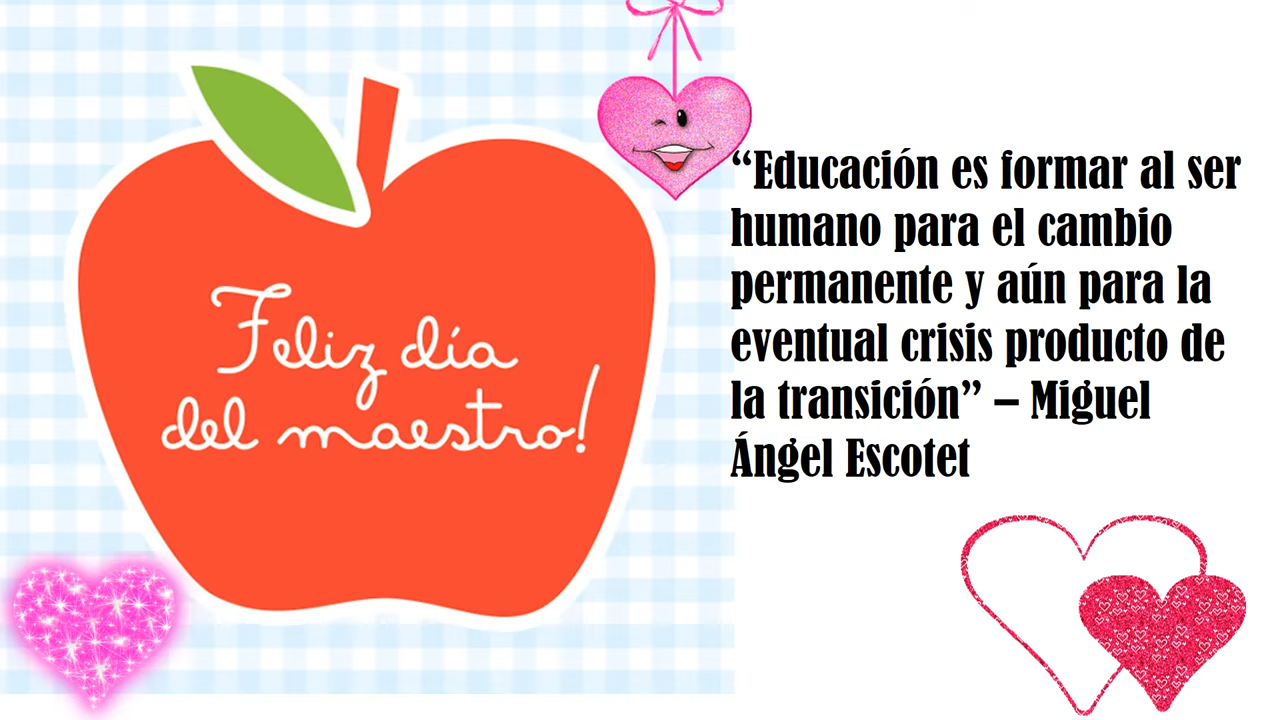 Feliz día
del maestro!
“Educación es formar al ser
humano para el cambio
permanente y aún para la
eventual crisis producto de
la transición” – Miguel
Ángel Escotet